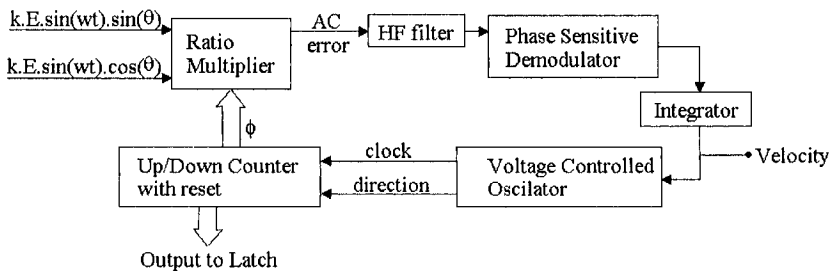 k.E.sin(wt).sin(θ)
k.E.sin(wt).cos(θ)
Ratio
Multiplier
AC
error
HF filter
Phase Sensitive
Demodulator
Integrator
Velocity
Voltage Controlled
Oscilator
clock
direction
ϕ
Up/Down Counter
with reset
Output to Latch